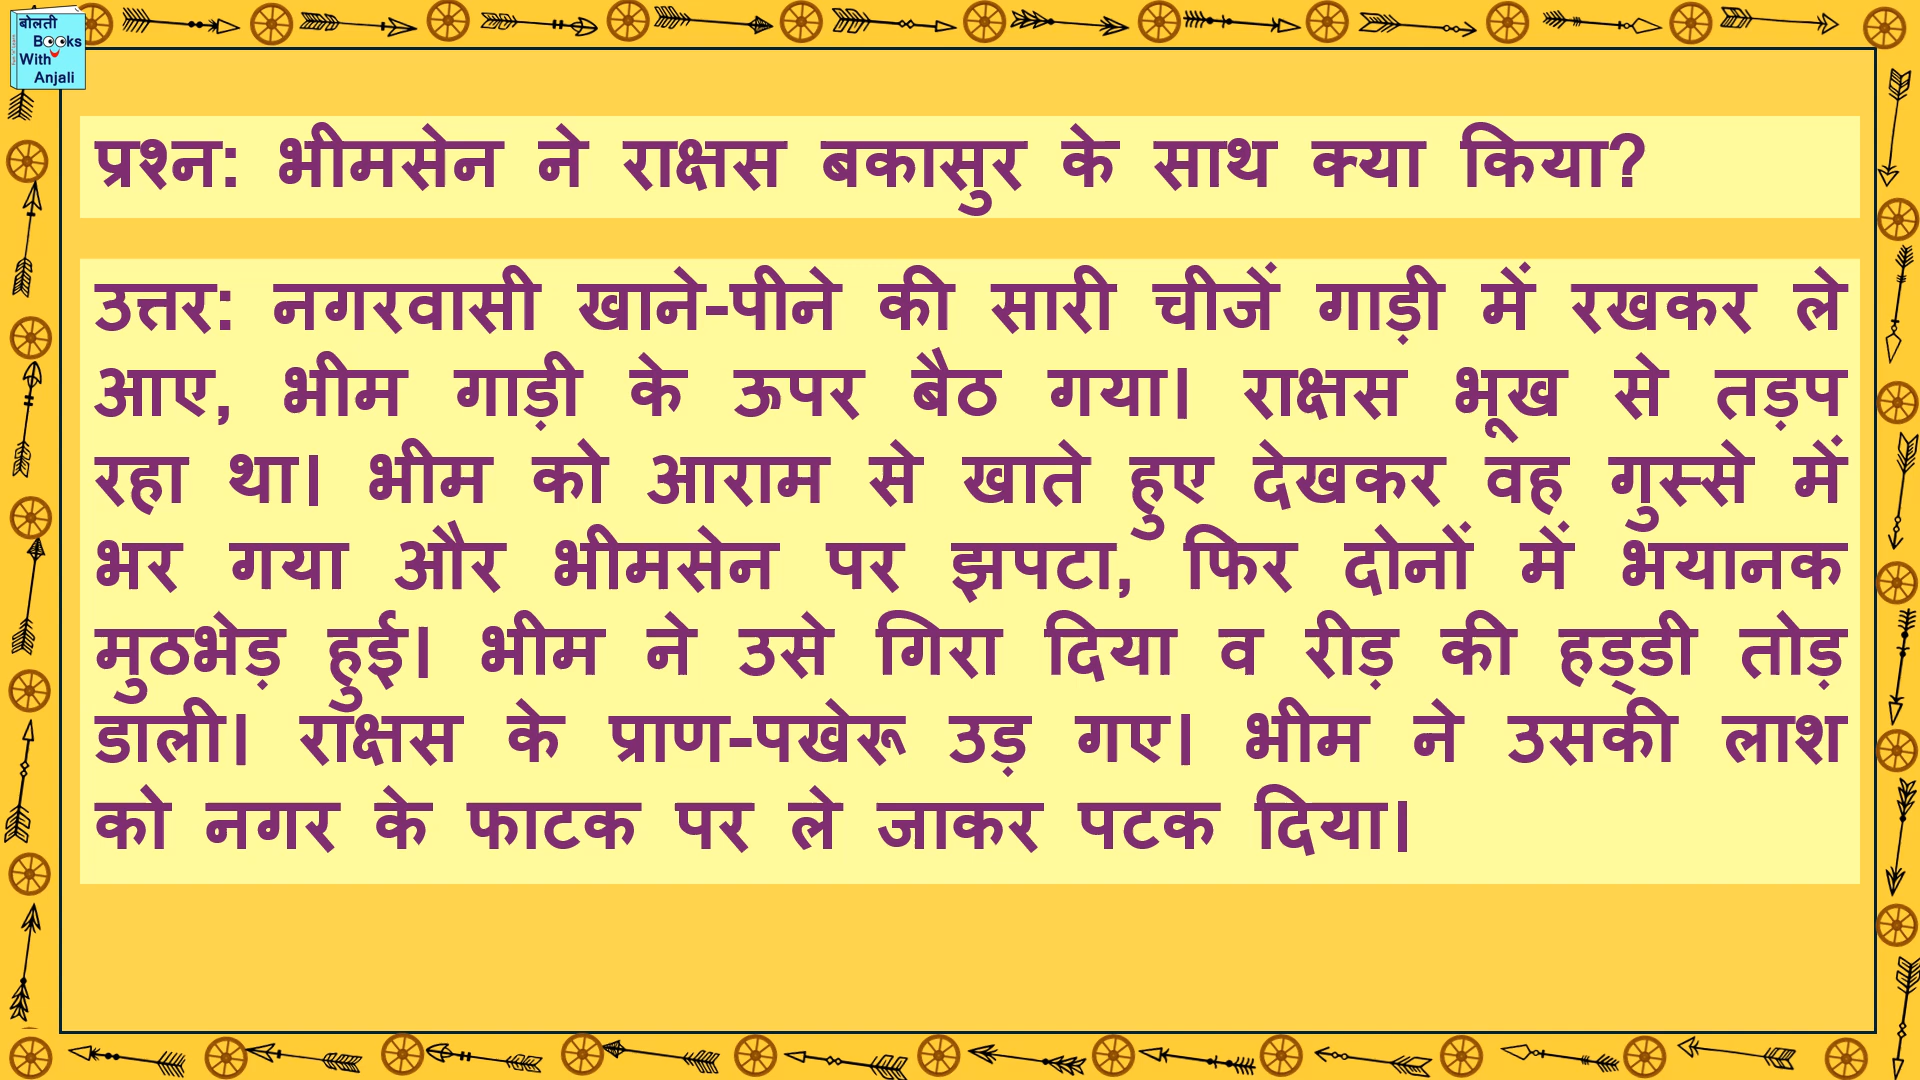 बोलती
Books
With
Anjali
प्रश्न: भीमसेन ने राक्षस बकासुर के साथ क्या किया?
उत्तर: नगरवासी खाने-पीने की सारी चीजें गाड़ी में रखकर ले
आए, भीम गाड़ी के ऊपर बैठ गया। राक्षस भूख से तड़प
रहा था। भीम को आराम से खाते हुए देखकर वह गुस्से में
भर गया और भीमसेन पर झपटा, फिर दोनों में भयानक
मुठभेड़ हुई। भीम ने उसे गिरा दिया व रीड़ की हड्डी तोड़
डाली। राक्षस के प्राण-पखेरू उड़ गए। भीम ने उसकी लाश
को नगर के फाटक पर ले जाकर पटक दिया।